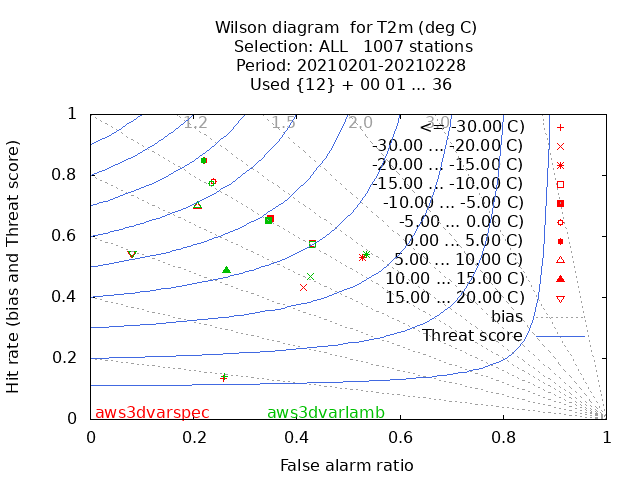 Wilson diagram  for T2m (deg C)
Selection: ALL   1007 stations
Period: 20210201-20210228
Used {12} + 00 01 ... 36
Hit rate (bias and Threat score)
1
0.8
0.6
0.4
0.2
0
1.2
1.5
2.0
3.0
<= -30.00 C)
-30.00 ... -20.00 C)
-20.00 ... -15.00 C)
-15.00 ... -10.00 C)
-10.00 ... -5.00 C)
-5.00 ... 0.00 C)
0.00 ... 5.00 C)
5.00 ... 10.00 C)
10.00 ... 15.00 C)
15.00 ... 20.00 C)
bias
Threat score
aws3dvarspec
aws3dvarlamb
0
0.2
0.4
0.6
0.8
1
False alarm ratio